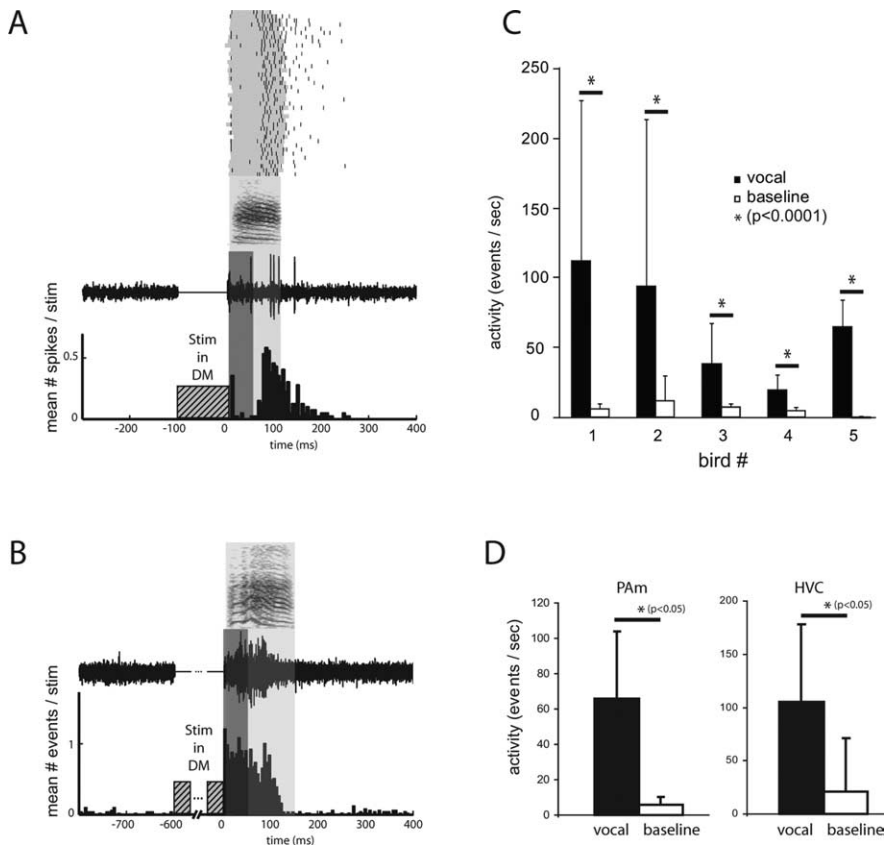 A
mean # spikes / stim
0.5
0
Stim
in
DM
-300 -200 -100 0 100 200 300 400
time (ms)
B
mean # events / stim
1
0
Stim
in
DM
...
...
-700 -600 0 100 200 300 400
time (ms)
C
activity (events / sec)
250
200
150
100
50
0
* * * * *
vocal
baseline
* (p<0.0001)
1 2 3 4 5
bird #
D
PAm
activity (events / sec)
120
100
80
60
40
20
0
* (p<0.05)
vocal baseline
HVC
200
150
100
50
0
* (p<0.05)
vocal baseline